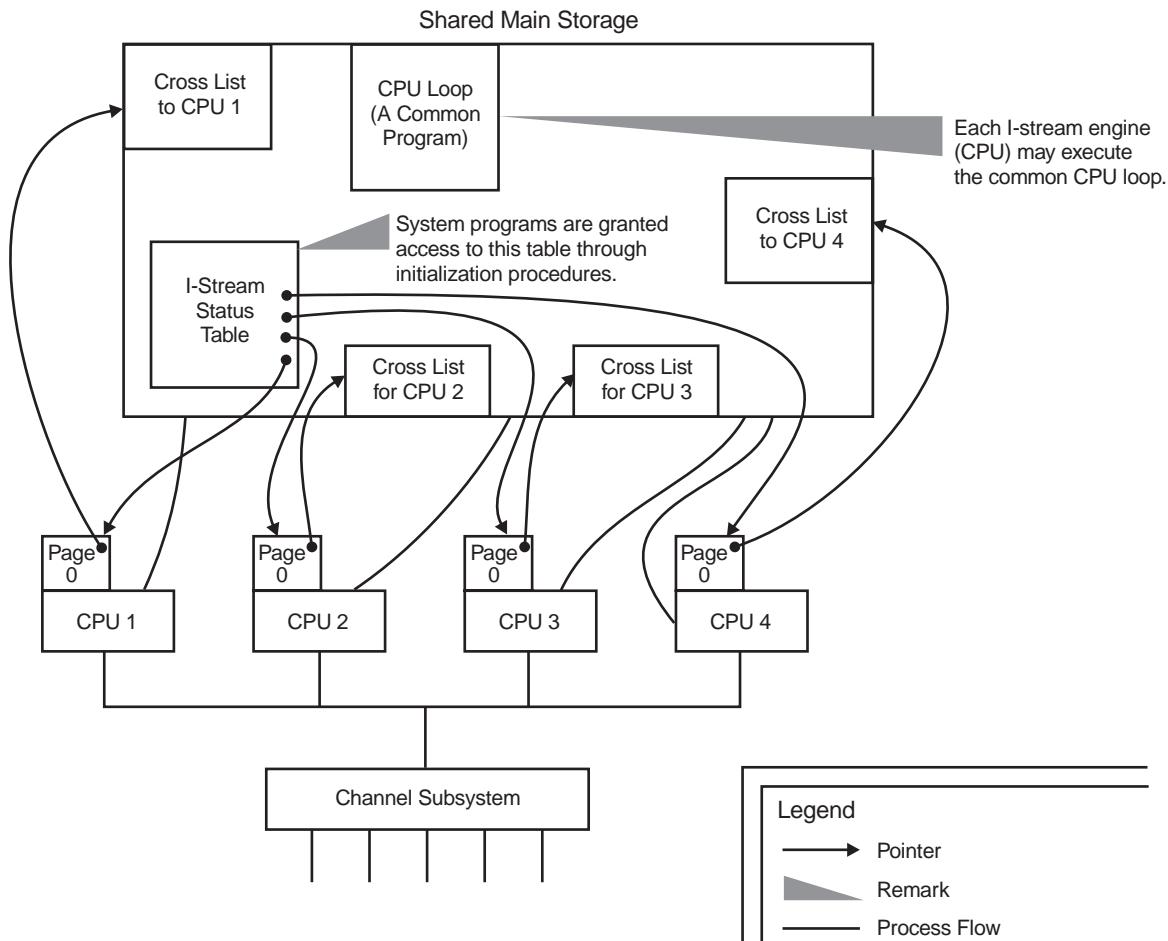 Shared Main Storage
Cross List
to CPU 1
CPU Loop
(A Common
Program)
Each I-stream engine
(CPU) may execute
the common CPU loop.
Cross List
to CPU 4
System programs are granted
access to this table through
initialization procedures.
I-Stream
Status
Table
Cross List
for CPU 2
Cross List
for CPU 3
Page
0
Page
0
Page
0
Page
0
CPU 1
CPU 2
CPU 3
CPU 4
Channel Subsystem
Legend
Pointer
Remark
Process Flow